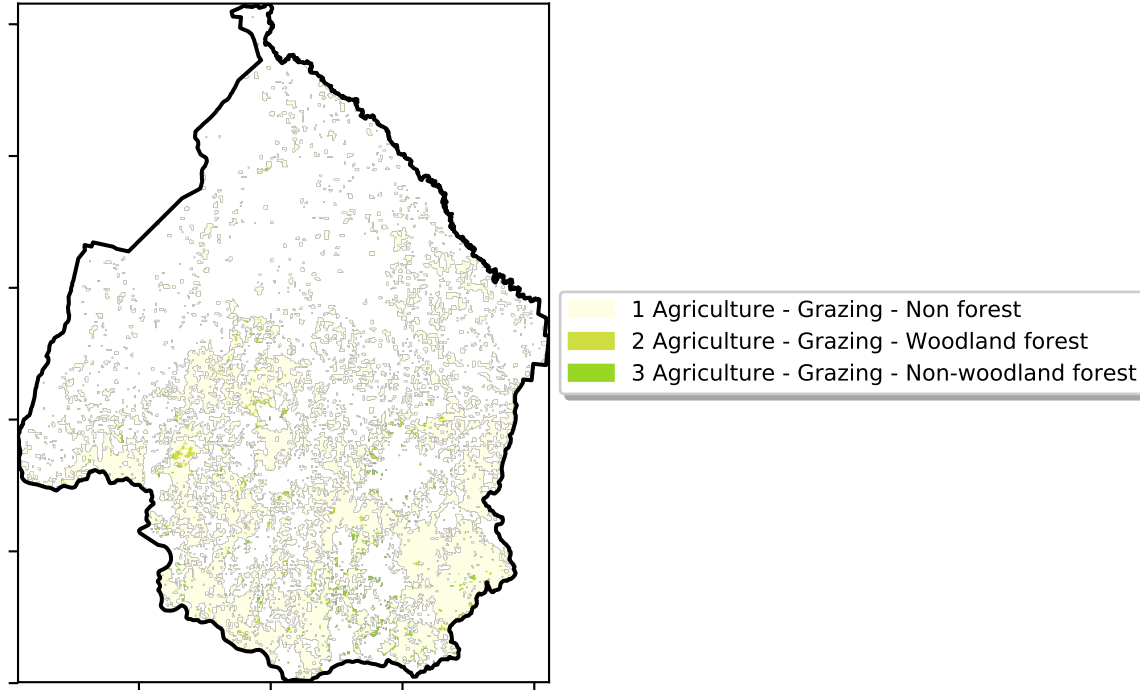 1 Agriculture - Grazing - Non forest
2 Agriculture - Grazing - Woodland forest
3 Agriculture - Grazing - Non-woodland forest